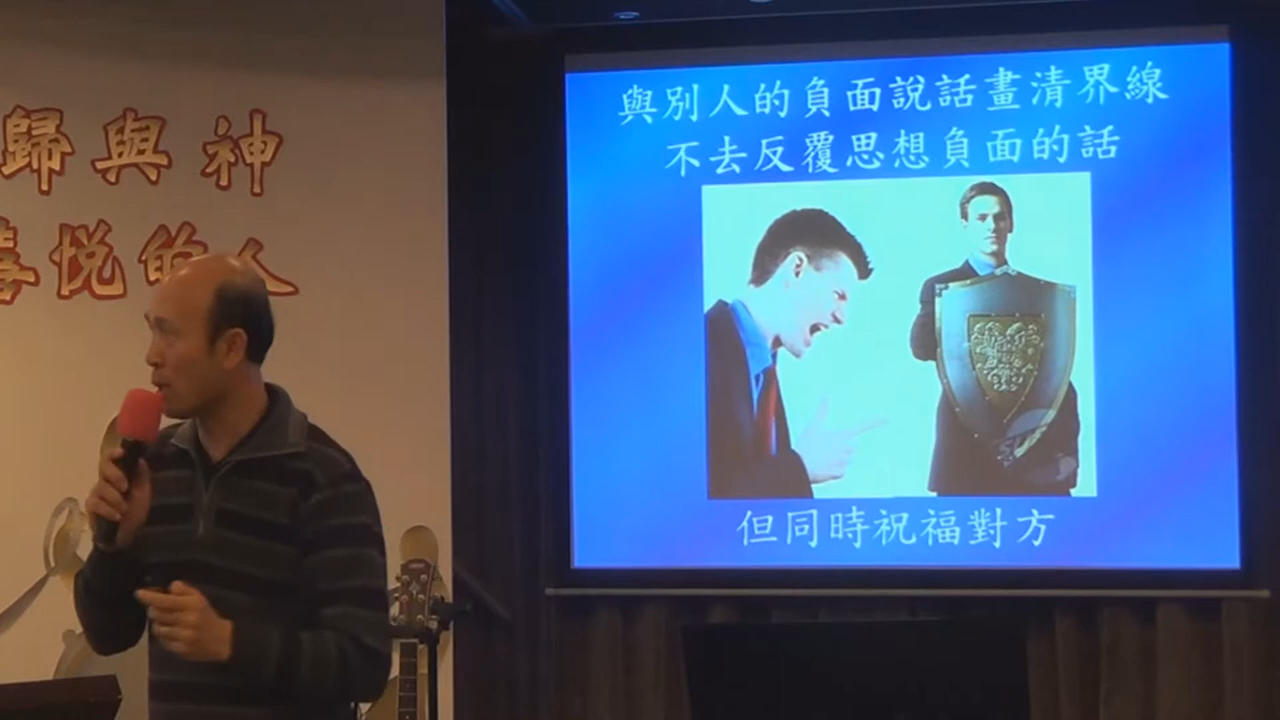 歸與神
喜悅的人
與別人的負面說話畫清界線
不去反覆思想負面的話
但同時祝福對方